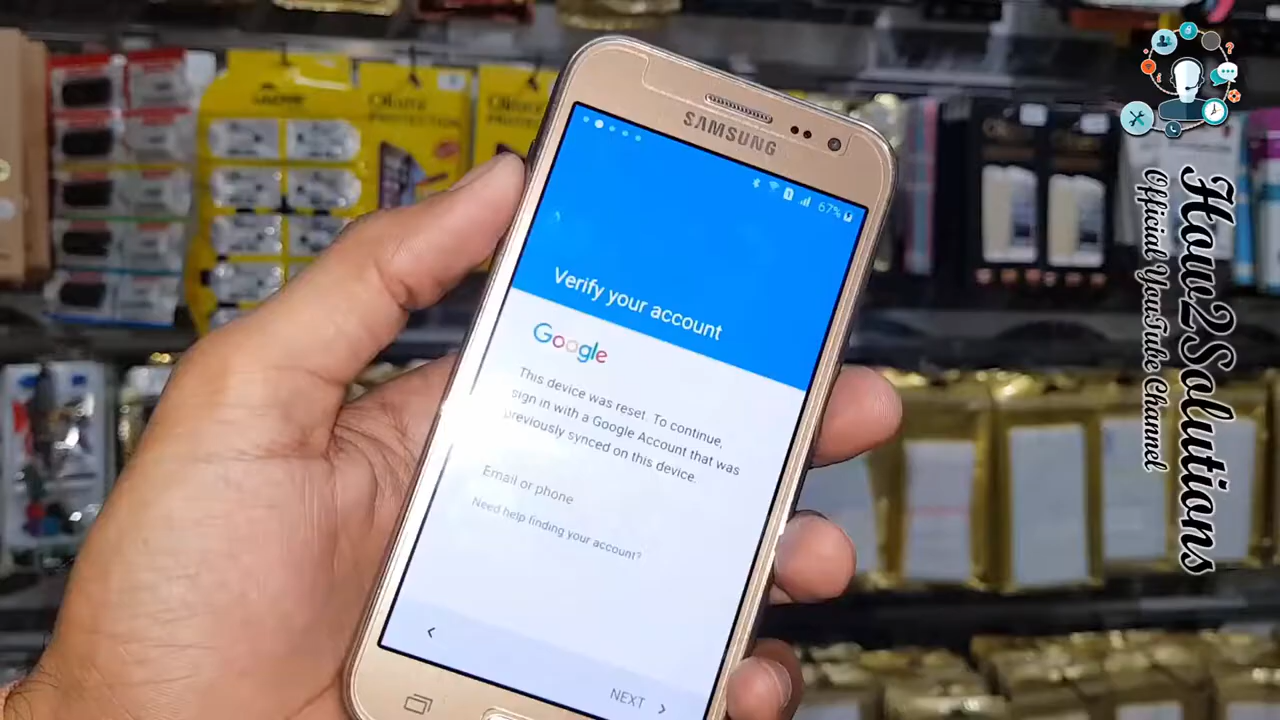 SAMSUNG
67%
Verify your account
Google
This device was reset. To continue,
sign in with a Google Account that was
previously synced on this device.
Email or phone
Need help finding your account?
NEXT
How2Solutions
Official YouTube Channel